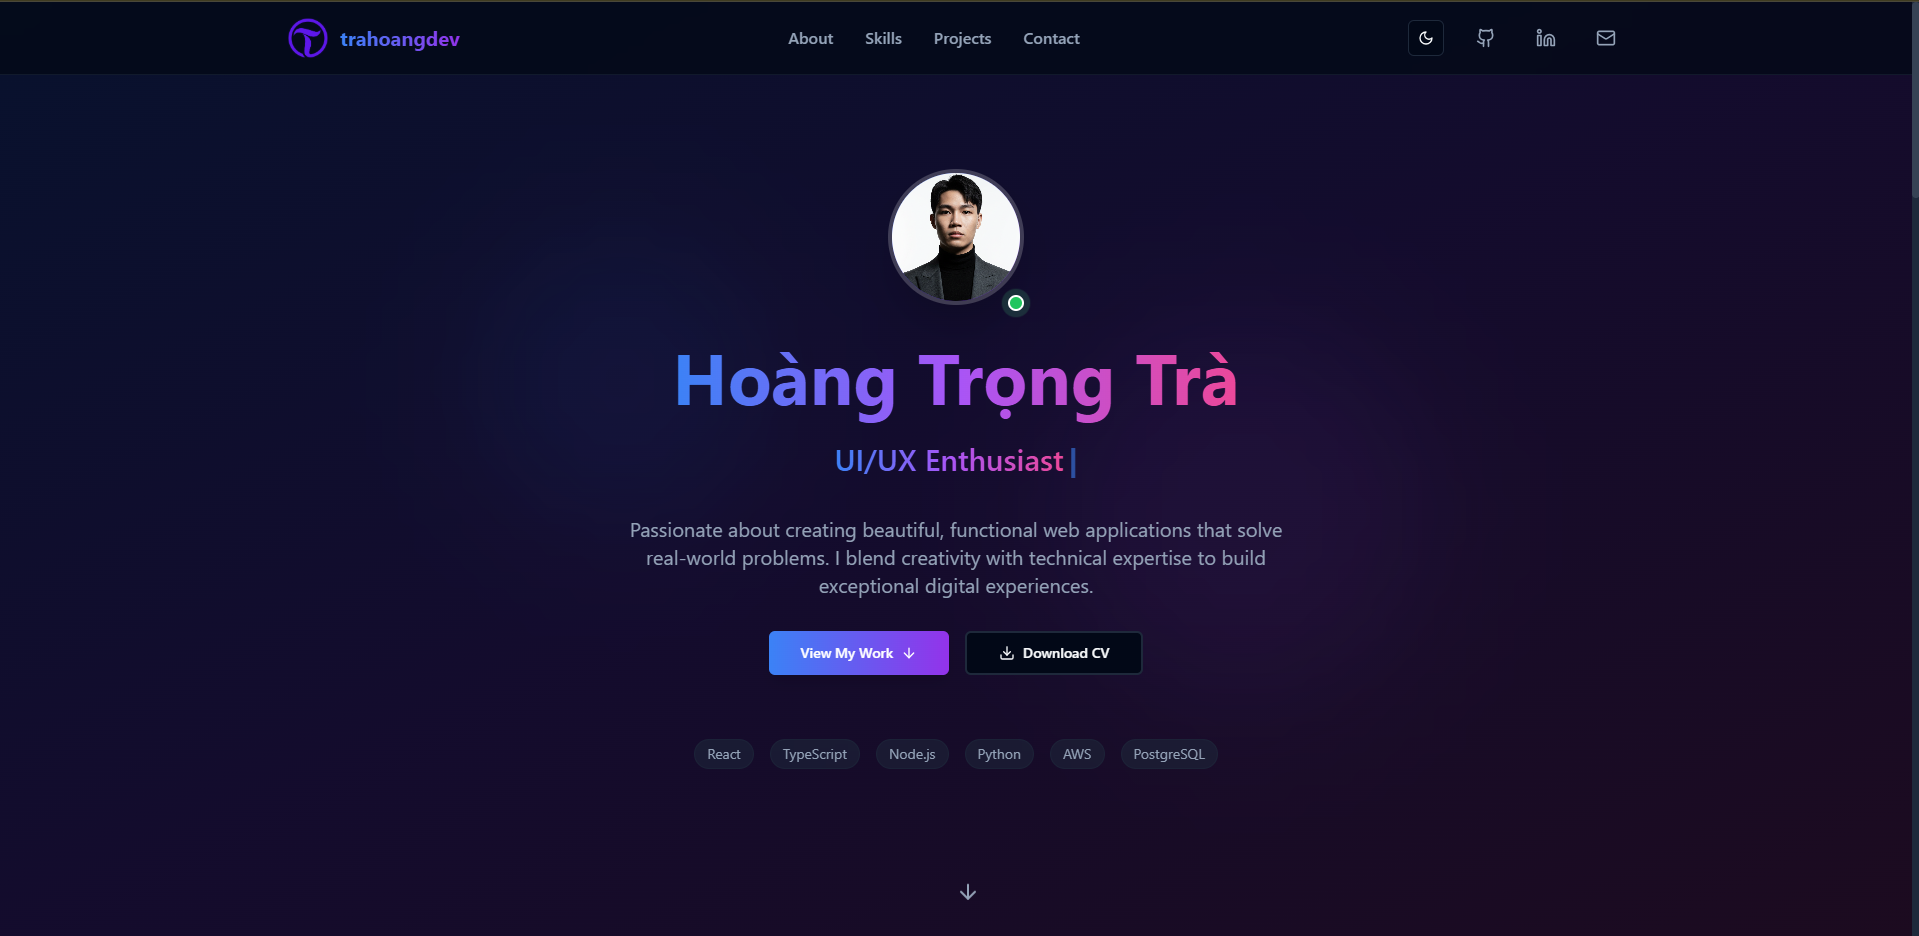 trahoangdev
About
Skills
Projects
Contact
Hoàng Trọng Trà
UI/UX Enthusiast
Passionate about creating beautiful, functional web applications that solve
real-world problems. I blend creativity with technical expertise to build
exceptional digital experiences.
View My Work
Download CV
React
TypeScript
Node.js
Python
AWS
PostgreSQL